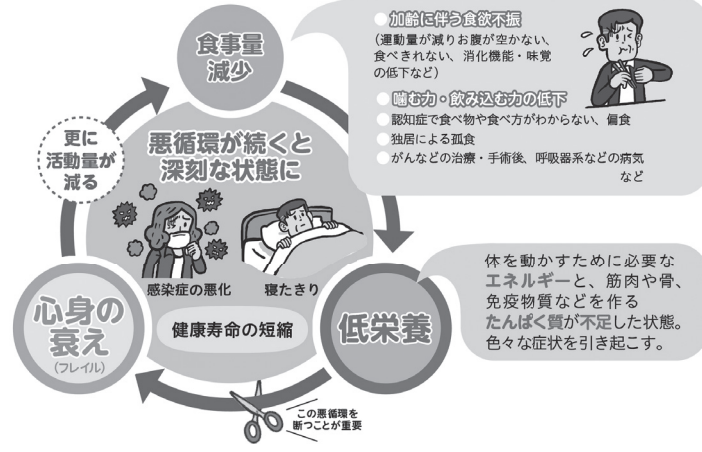 食事量
減少
加齢に伴う食欲不振
（運動量が減りお腹が空かない、
食べきれない、消化機能・味覚
の低下など）
噛む力・飲み込む力の低下
認知症で食べ物や食べ方がわからない、偏食
独居による孤食
がんなどの治療・手術後、呼吸器系などの病気
など
更に
活動量が
減る
悪循環が続くと
深刻な状態に
感染症の悪化
寝たきり
健康寿命の短縮
心身の
衰え
（フレイル）
低栄養
体を動かすために必要な
エネルギーと、筋肉や骨、
免疫物質などを作る
たんぱく質が不足した状態。
色々な症状を引き起こす。
この悪循環を
断つことが重要